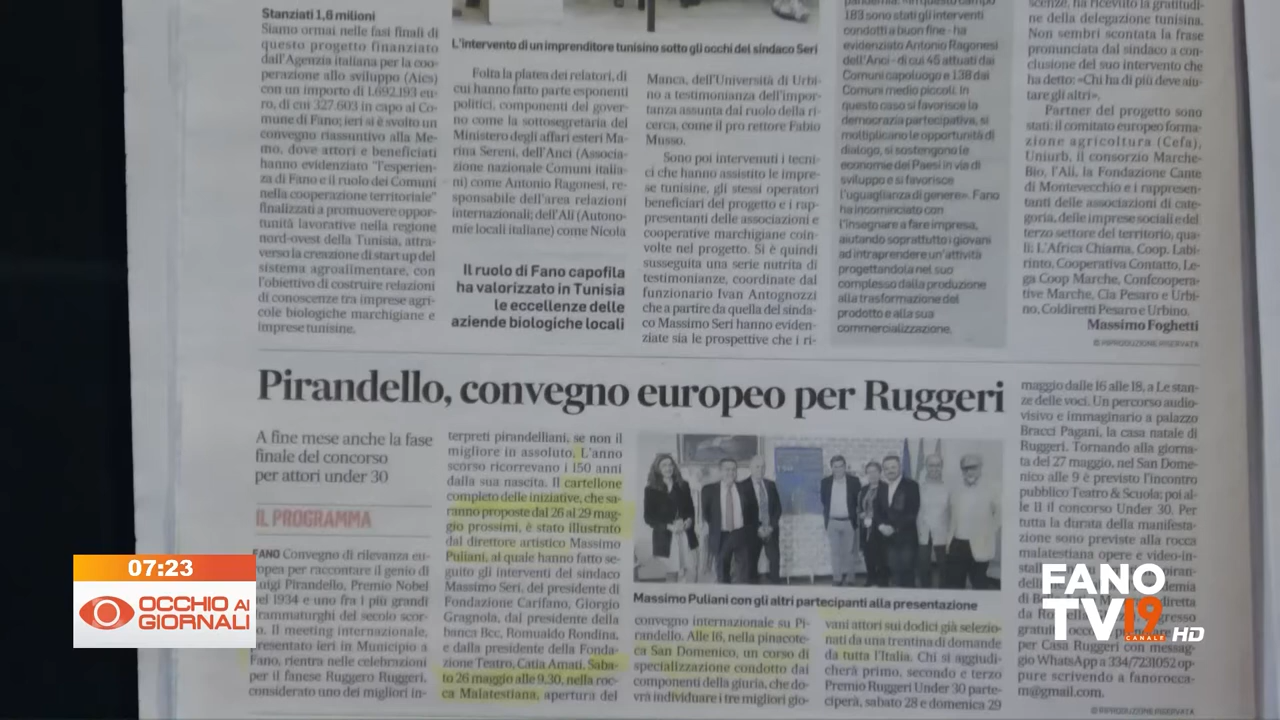 Stanziati 1,6 milioni
Siamo ormai nelle fasi finali di
questo progetto finanziato
dall'Agenzia italiana per la coo-
perazione allo sviluppo (Aics)
con un importo di 1.692.193 eu-
ro, di cui 327.603 in capo al Co-
mune di Fano; ieri si è svolto un
convegno riassuntivo alla Me-
mo, dove attori e beneficiati
hanno evidenziato "l'esperien-
za di Fano e il ruolo dei Comuni
nella cooperazione territoriale"
finalizzati a promuovere oppor-
tunità lavorative nella regione
nord-ovest della Tunisia, attra-
verso la creazione di start up del
sistema agroalimentare, con
l'obiettivo di costruire relazioni
di conoscenze tra imprese agri-
cole biologiche marchigiane e
imprese tunisine.
L'intervento di un imprenditore tunisino sotto gli occhi del sindaco Seri
Folta la platea dei relatori, di
cui hanno fatto parte esponenti
politici, componenti del gover-
no come la sottosegretaria del
Ministero degli affari esteri Ma-
rina Sereni, dell'Anci (Associa-
zione nazionale Comuni italia-
ni) come Antonio Ragonesi, re-
sponsabile dell'area relazioni
internazionali; dell'Ali (Autono-
mie locali italiane) come Nicola
Il ruolo di Fano capofila
ha valorizzato in Tunisia
le eccellenze delle
aziende biologiche locali
Manca, dell'Università di Urbi-
no a testimonianza dell'impor-
tanza assunta dal ruolo della ri-
cerca, come il pro rettore Fabio
Musso.
Sono poi intervenuti i tecni-
ci che hanno assistito le impre-
se tunisine, gli stessi operatori
beneficiari del progetto e i rap-
presentanti delle associazioni e
cooperative marchigiane coin-
volte nel progetto. Si è quindi
susseguita una serie nutrita di
testimonianze, coordinate dal
funzionario Ivan Antognozzi
che a partire da quella del sinda-
co Massimo Seri hanno eviden-
ziate sia le prospettive che i ri-
183 sono stati gli interventi
condotti a buon fine - ha
evidenziato Antonio Ragonesi
dell'Anci - di cui 45 attuati dai
Comuni capoluogo e 138 dai
Comuni medio piccoli. In
questo caso si favorisce la
democrazia partecipativa, si
moltiplicano le opportunità di
dialogo, si sostengono le
economie dei Paesi in via di
sviluppo e si favorisce
l'uguaglianza di genere». Fano
ha incominciato con
l'insegnare a fare impresa,
aiutando soprattutto i giovani
ad intraprendere un'attività
progettandola nel suo
complesso dalla produzione
alla trasformazione del
prodotto e alla sua
commercializzazione.
scenze, ha ricevuto la gratitudi-
ne della delegazione tunisina.
Non sembri scontata la frase
pronunciata dal sindaco a con-
clusione del suo intervento che
ha detto: «Chi ha di più deve aiu-
tare gli altri».
Partner del progetto sono
stati: il comitato europeo forma-
zione agricoltura (Cefa),
Uniurb, il consorzio Marche-
Bio, l'Ali, la Fondazione Cante
di Montevecchio e i rappresen-
tanti delle associazioni di cate-
goria, delle imprese sociali e del
terzo settore del territorio, qua-
li: L'Africa Chiama, Coop. Labi-
rinto, Cooperativa Contatto, Le-
ga Coop Marche, Confcoopera-
tive Marche, Cia Pesaro e Urbi-
no, Coldiretti Pesaro e Urbino.
Massimo Foghetti
© RIPRODUZIONE RISERVATA
Pirandello, convegno europeo per Ruggeri
A fine mese anche la fase
finale del concorso
per attori under 30
IL PROGRAMMA
FANO Convegno di rilevanza eu-
ropea per raccontare il genio di
Luigi Pirandello, Premio Nobel
nel 1934 e uno fra i più grandi
drammaturghi del secolo scor-
so. Il meeting internazionale,
presentato ieri in Municipio a
Fano, rientra nelle celebrazioni
per il fanese Ruggero Ruggeri,
considerato uno dei migliori in-
terpreti pirandelliani, se non il
migliore in assoluto. L'anno
scorso ricorrevano i 150 anni
dalla sua nascita. Il cartellone
completo delle iniziative, che sa-
ranno proposte dal 26 al 29 mag-
gio prossimi, è stato illustrato
dal direttore artistico Massimo
Puliani, al quale hanno fatto se-
guito gli interventi del sindaco
Massimo Seri, del presidente di
Fondazione Carifano, Giorgio
Gragnola, dal presidente della
banca Bcc, Romualdo Rondina,
e dalla presidente della Fonda-
zione Teatro, Catia Amati. Saba-
to 26 maggio alle 9.30, nella roc-
ca Malatestiana, apertura del
Massimo Puliani con gli altri partecipanti alla presentazione
convegno internazionale su Pi-
randello. Alle 16, nella pinacote-
ca San Domenico, un corso di
specializzazione condotto dai
componenti della giuria, che do-
vrà individuare i tre migliori gio-
vani attori sui dodici già selezio-
nati da una trentina di domande
da tutta l'Italia. Chi si aggiudi-
cherà primo, secondo e terzo
Premio Ruggeri Under 30 parte-
ciperà, sabato 28 e domenica 29
maggio dalle 16 alle 18, a Le stan-
ze delle voci. Un percorso audio-
visivo e immaginario a palazzo
Bracci Pagani, la casa natale di
Ruggeri. Tornando alla giorna-
ta del 27 maggio, nel San Dome-
nico alle 9 è previsto l'incontro
pubblico Teatro & Scuola; poi al-
le 11 il concorso Under 30. Per
tutta la durata della manifesta-
zione sono previste alla rocca
malatestiana opere e video-in-
per Casa Ruggeri con messag-
gio WhatsApp a 334/7231052 op-
pure scrivendo a fanorocca-
m@gmail.com.
© RIPRODUZIONE RISERVATA
07:23
OCCHIO AI
GIORNALI
FANO
TV19
CANALE HD